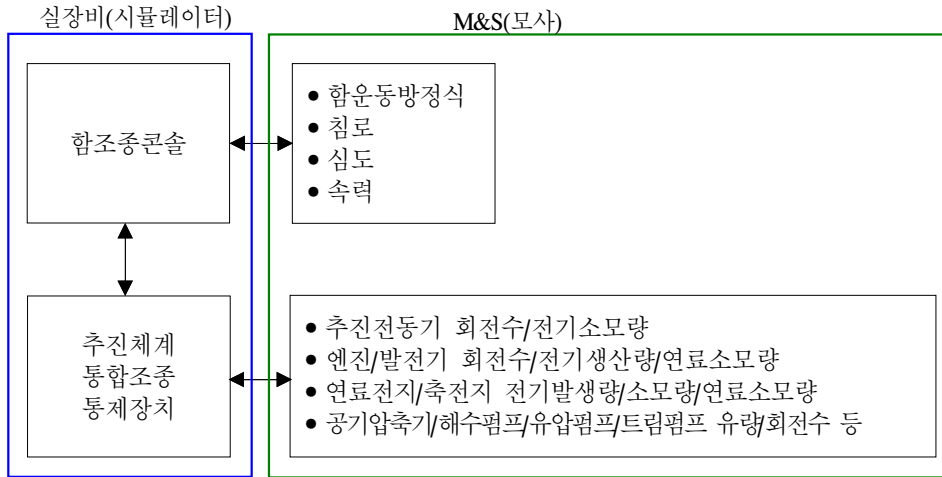 실장비(시뮬레이터)
M&S(모사)
함조종콘솔
● 함운동방정식
● 침로
● 심도
● 속력
추진체계
통합조종
통제장치
● 추진전동기 회전수/전기소모량
● 엔진/발전기 회전수/전기생산량/연료소모량
● 연료전지/축전지 전기발생량/소모량/연료소모량
● 공기압축기/해수펌프/유압펌프/트림펌프 유량/회전수 등